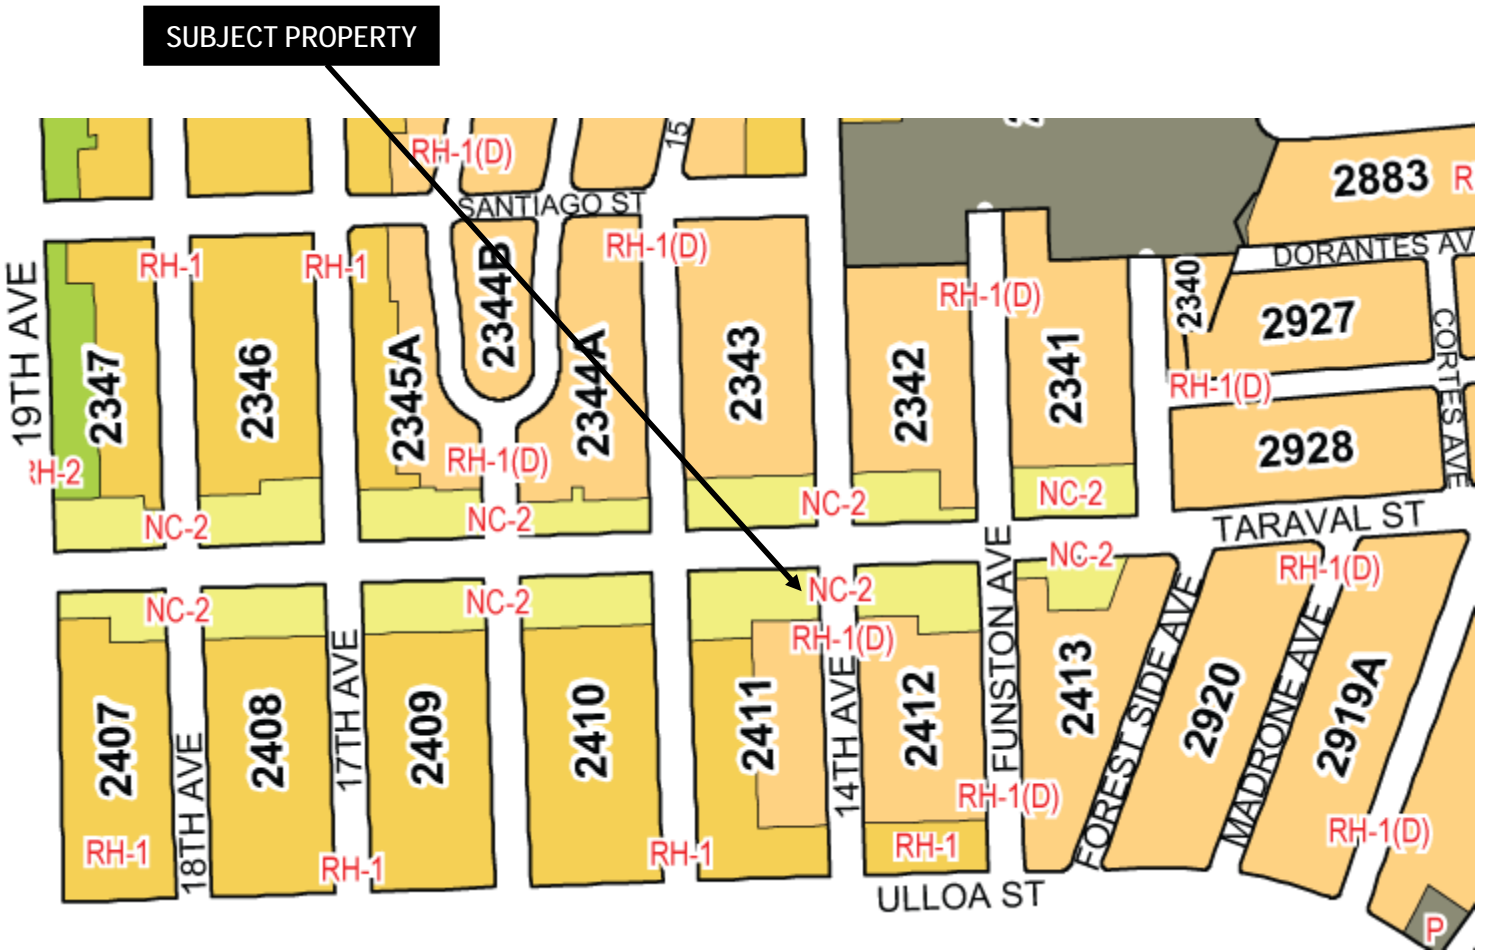 SUBJECT PROPERTY
15
RH-1(D)
2883
R
SANTIAGO ST
RH-1(D)
DORANTES AV
RH-1
RH-1
2344B
2340
RH-1(D)
2927
19TH AVE
2347
2346
2345A
2344A
2343
2342
2341
CORTES AVE
RH-1(D)
2928
RH-2
RH-1(D)
NC-2
NC-2
NC-2
NC-2
TARAVAL ST
NC-2
RH-1(D)
NC-2
NC-2
NC-2
RH-1(D)
2407
18TH AVE
2408
17TH AVE
2409
2410
2411
14TH AVE
2412
FUNSTON AVE
2413
FOREST SIDE AVE
2920
MADRONE AVE
2919A
RH-1(D)
RH-1(D)
RH-1
RH-1
RH-1
RH-1
ULLOA ST
P